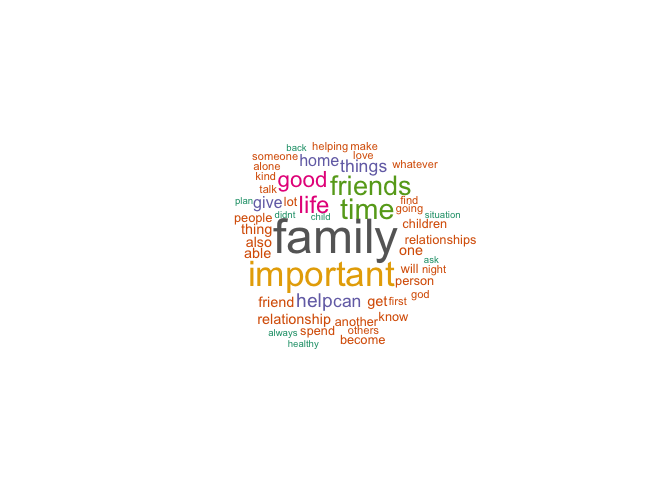 back helping make
someone home love
alone things whatever
kind good friends
talk
plan give lot life time find
going
people didnt child situation
thing family children
also relationships
able one
ask
important will night
person
friend help can get first god
relationship another know
always spend others
healthy become